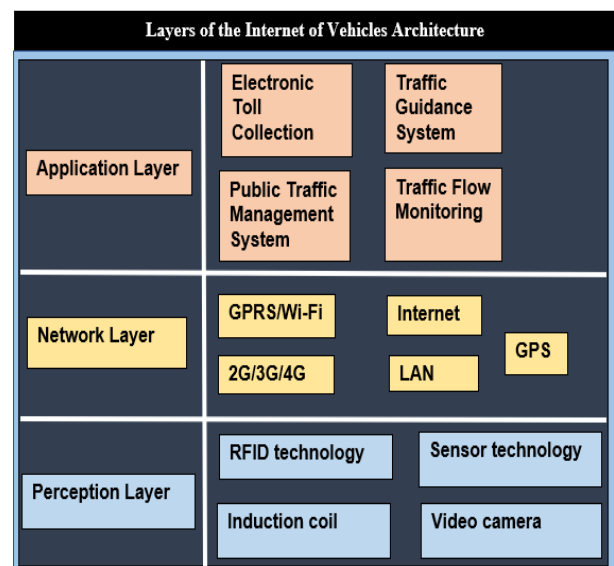 Layers of the Internet of Vehicles Architecture
Application Layer
Electronic
Toll
Collection
Traffic
Guidance
System
Public Traffic
Management
System
Traffic Flow
Monitoring
Network Layer
GPRS/Wi-Fi
Internet
GPS
2G/3G/4G
LAN
Perception Layer
RFID technology
Sensor technology
Induction coil
Video camera